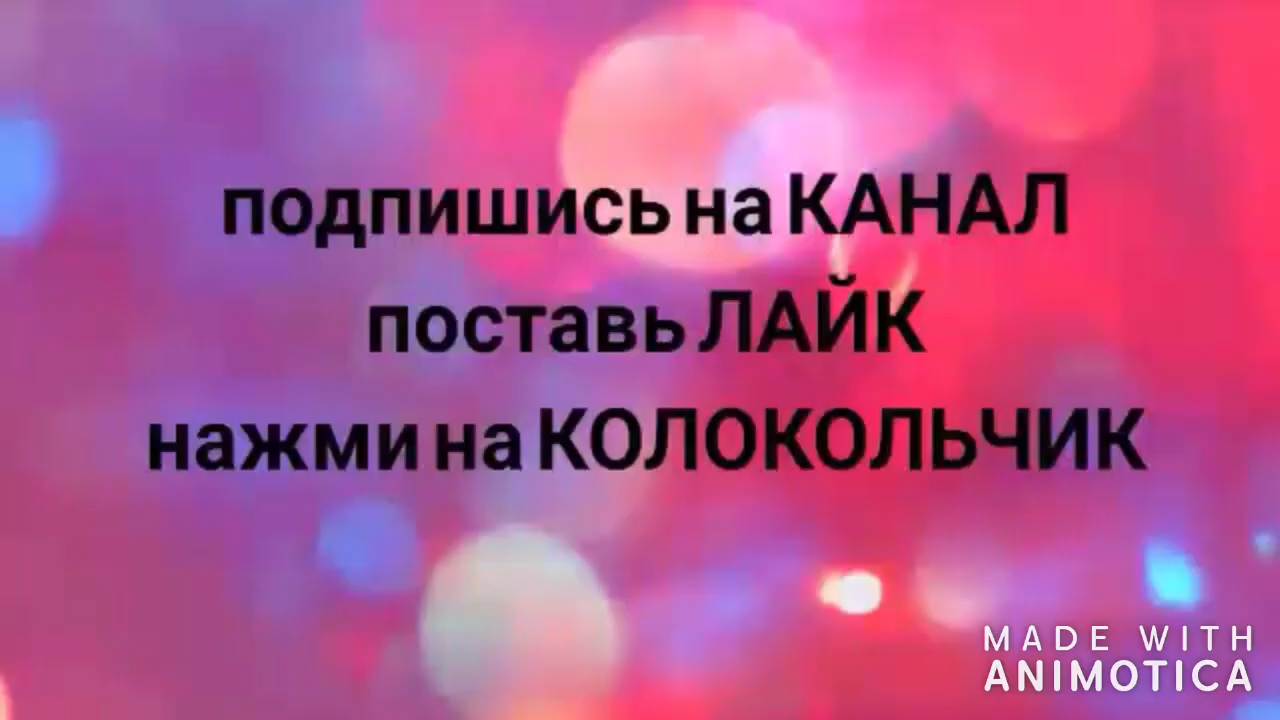 подпишись на КАНАЛ
поставь ЛАЙК
нажми на КОЛОКОЛЬЧИК
MADE WITH
ANIMOTICA